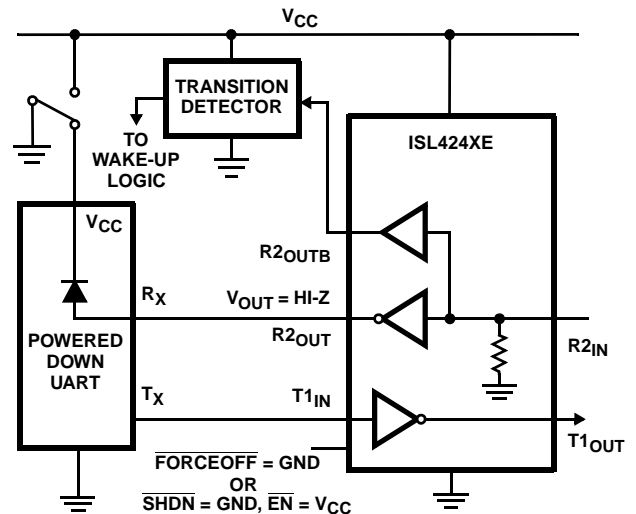 VCC
TRANSITION
DETECTOR
TO
WAKE-UP
LOGIC
ISL424XE
VCC
R2OUTB
RX
VOUT = HI-Z
POWERED
DOWN
UART
R2OUT
R2IN
TX
T1IN
T1OUT
FORCEOFF = GND
OR
SHDN = GND, EN = VCC